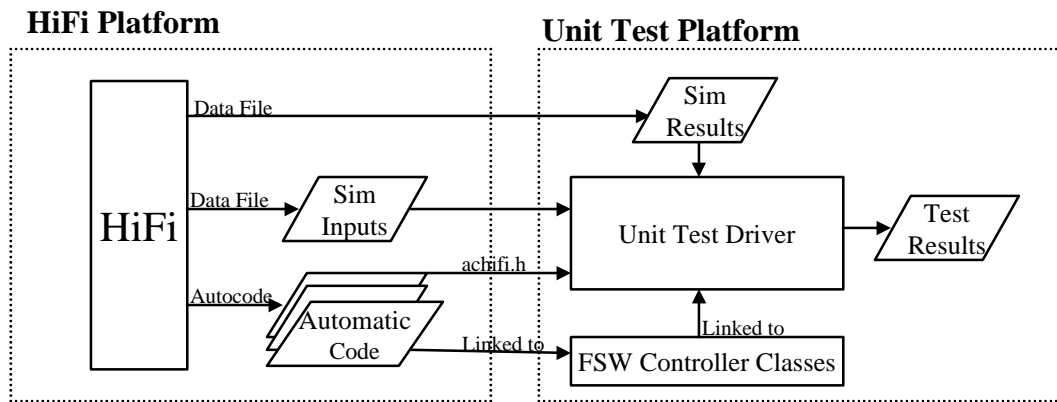 HiFi Platform
Unit Test Platform
Data File
Sim
Results
HiFi
Data File
Sim
Inputs
Unit Test Driver
Test
Results
achifi.h
Autocode
Automatic
Code
Linked to
Linked to
FSW Controller Classes